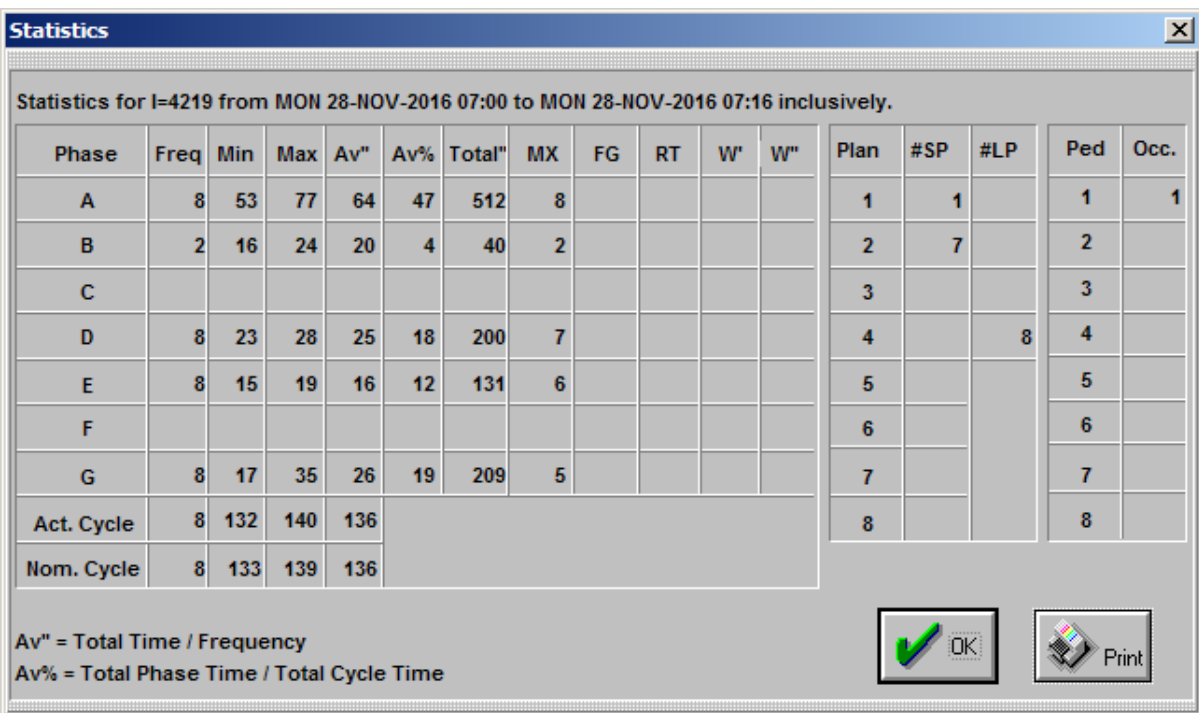 Statistics
Statistics for I=4219 from MON 28-NOV-2016 07:00 to MON 28-NOV-2016 07:16 inclusively.
Phase Freq Min Max Av" Av% Total" MX FG RT W' W"
A 8 53 77 64 47 512 8
B 2 16 24 20 4 40 2
C
D 8 23 28 25 18 200 7
E 8 15 19 16 12 131 6
F
G 8 17 35 26 19 209 5
Act. Cycle 8 132 140 136
Nom. Cycle 8 133 139 136
Plan #SP #LP
1 1
2 7
3
4 8
5
6
7
8
Ped Occ.
1 1
2
3
4
5
6
7
8
Av" = Total Time / Frequency
Av% = Total Phase Time / Total Cycle Time
OK
Print